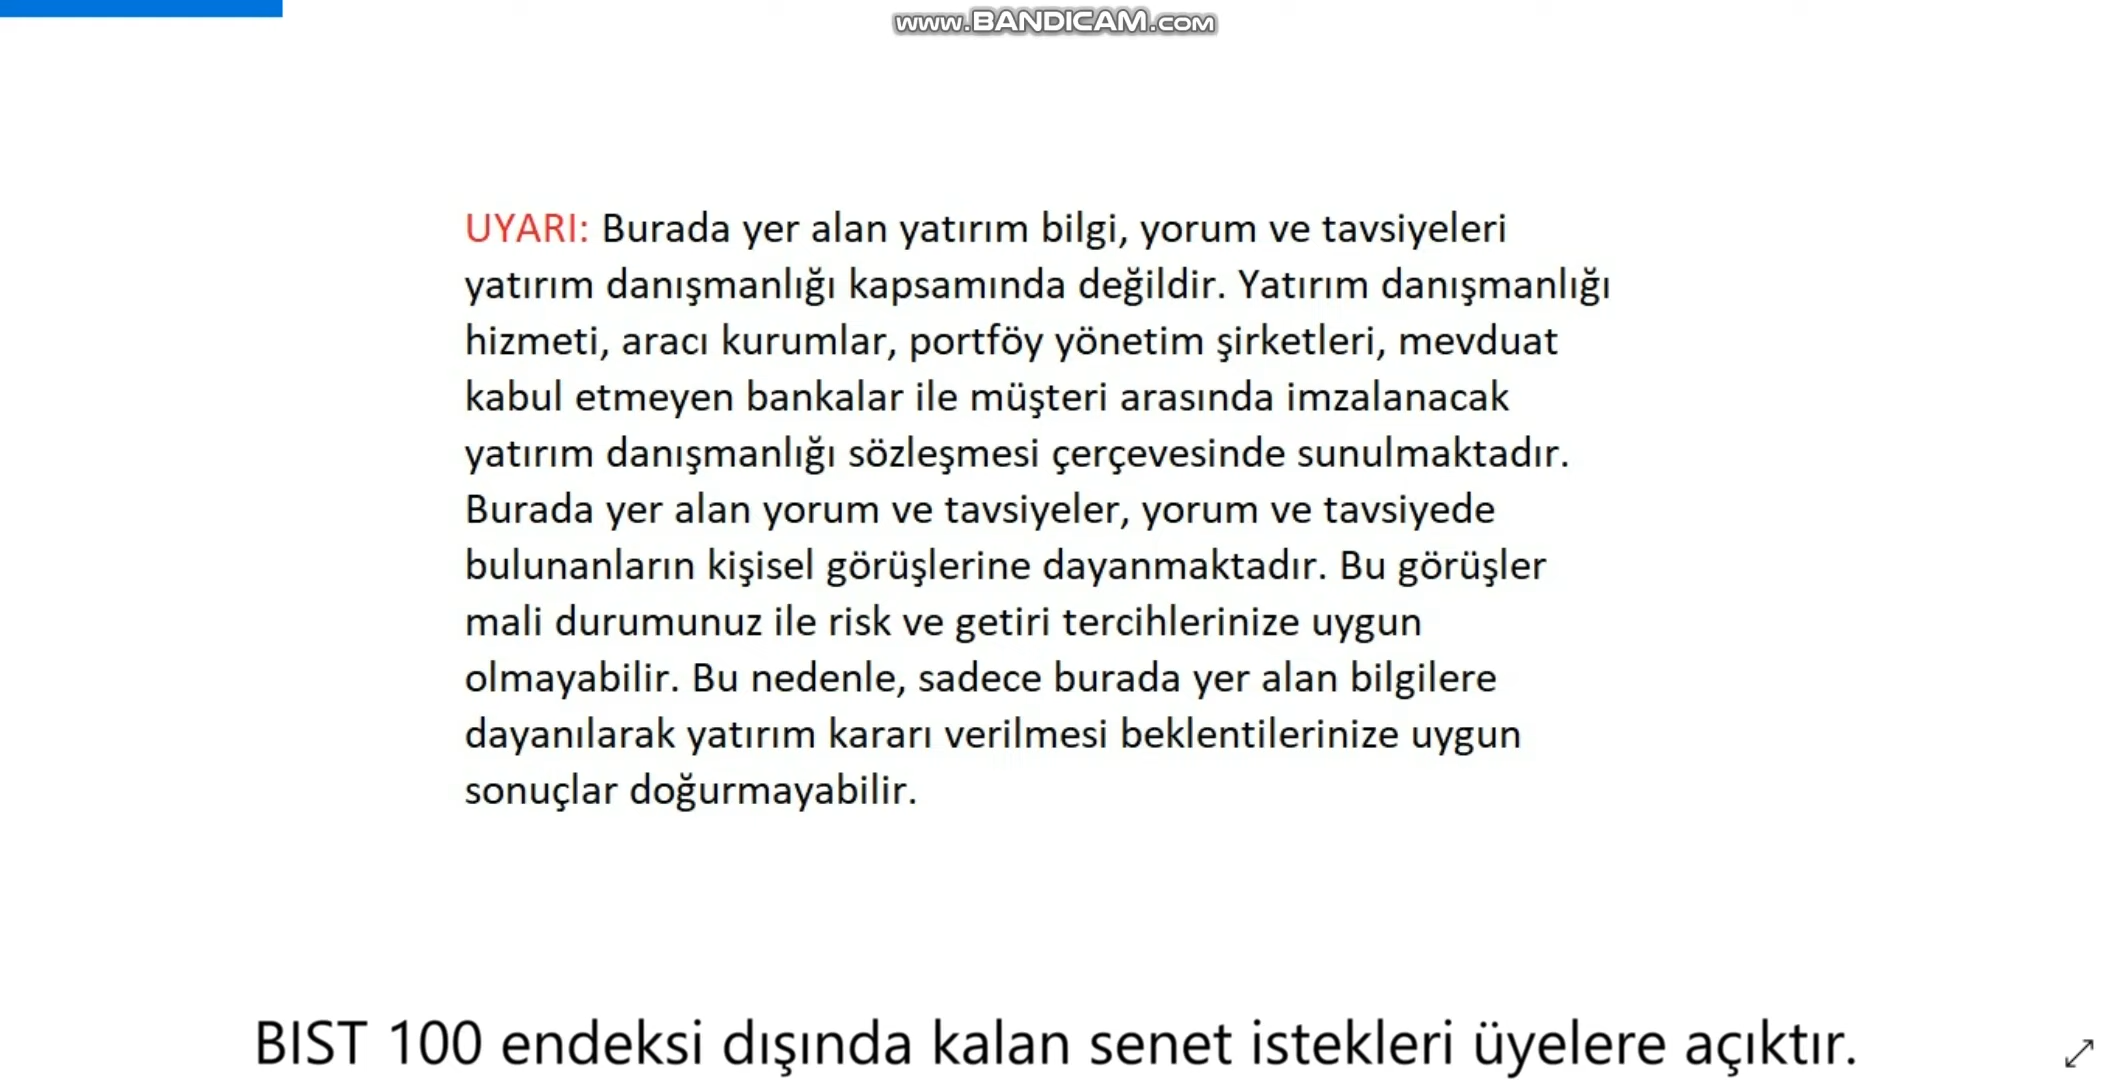 www.BANDICAM.com
UYARI: Burada yer alan yatırım bilgi, yorum ve tavsiyeleri
yatırım danışmanlığı kapsamında değildir. Yatırım danışmanlığı
hizmeti, aracı kurumlar, portföy yönetim şirketleri, mevduat
kabul etmeyen bankalar ile müşteri arasında imzalanacak
yatırım danışmanlığı sözleşmesi çerçevesinde sunulmaktadır.
Burada yer alan yorum ve tavsiyeler, yorum ve tavsiyede
bulunanların kişisel görüşlerine dayanmaktadır. Bu görüşler
mali durumunuz ile risk ve getiri tercihlerinize uygun
olmayabilir. Bu nedenle, sadece burada yer alan bilgilere
dayanılarak yatırım kararı verilmesi beklentilerinize uygun
sonuçlar doğurmayabilir.
BIST 100 endeksi dışında kalan senet istekleri üyelere açıktır.